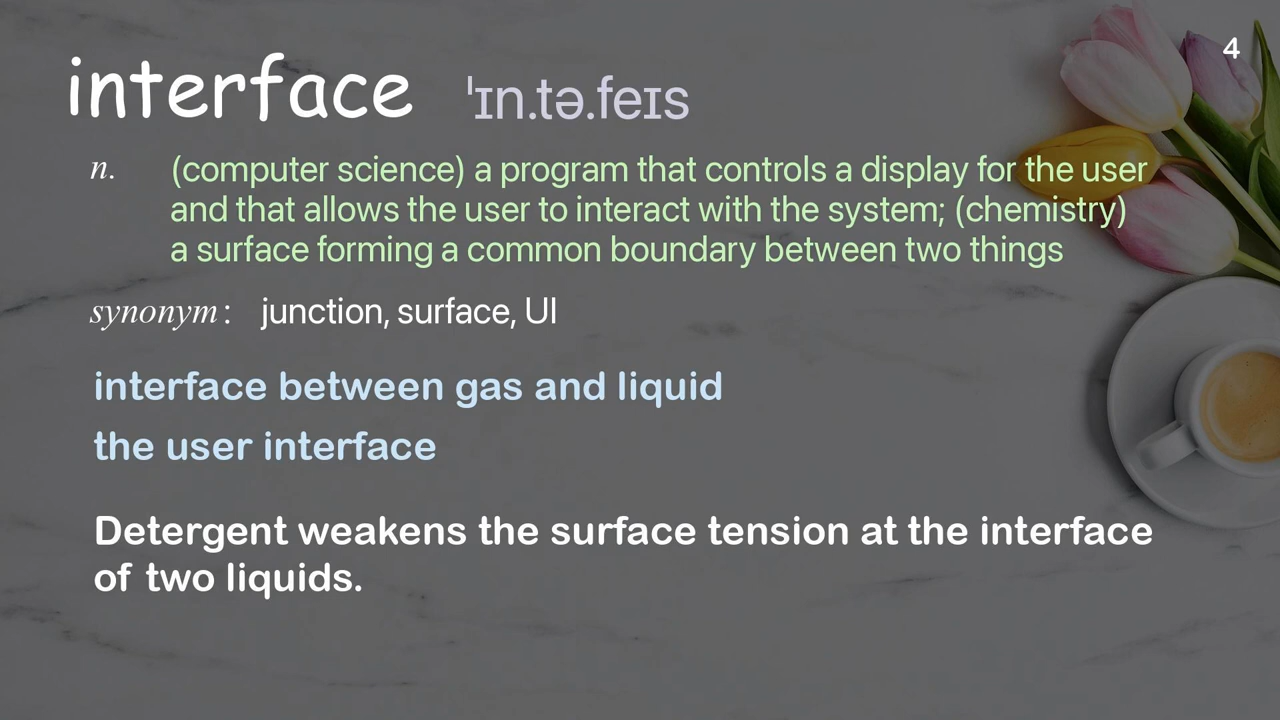 4
interface ˈɪn.tə.feɪs
n. (computer science) a program that controls a display for the user
and that allows the user to interact with the system; (chemistry)
a surface forming a common boundary between two things
synonym: junction, surface, UI
interface between gas and liquid
the user interface
Detergent weakens the surface tension at the interface
of two liquids.